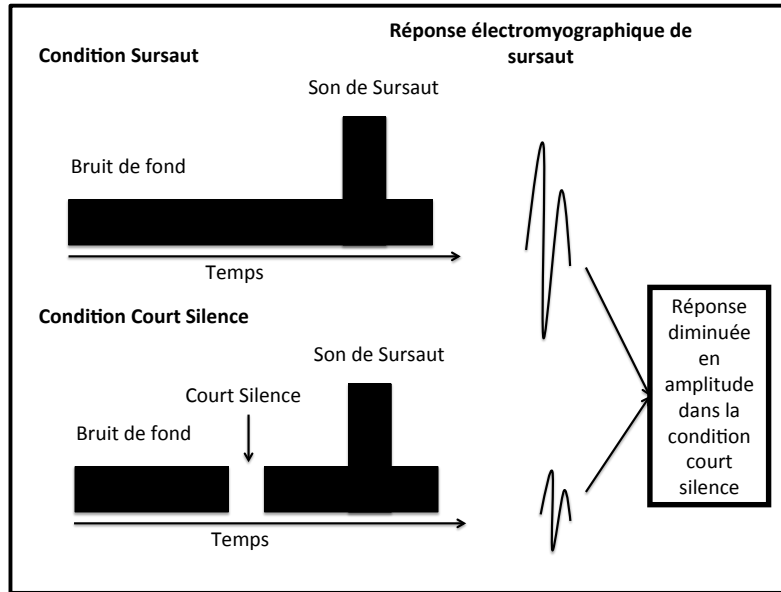 Réponse électromyographique de
sursaut
Condition Sursaut
Son de Sursaut
Bruit de fond
Temps
Condition Court Silence
Son de Sursaut
Court Silence
Bruit de fond
Temps
Réponse
diminuée
en
amplitude
dans la
condition
court
silence